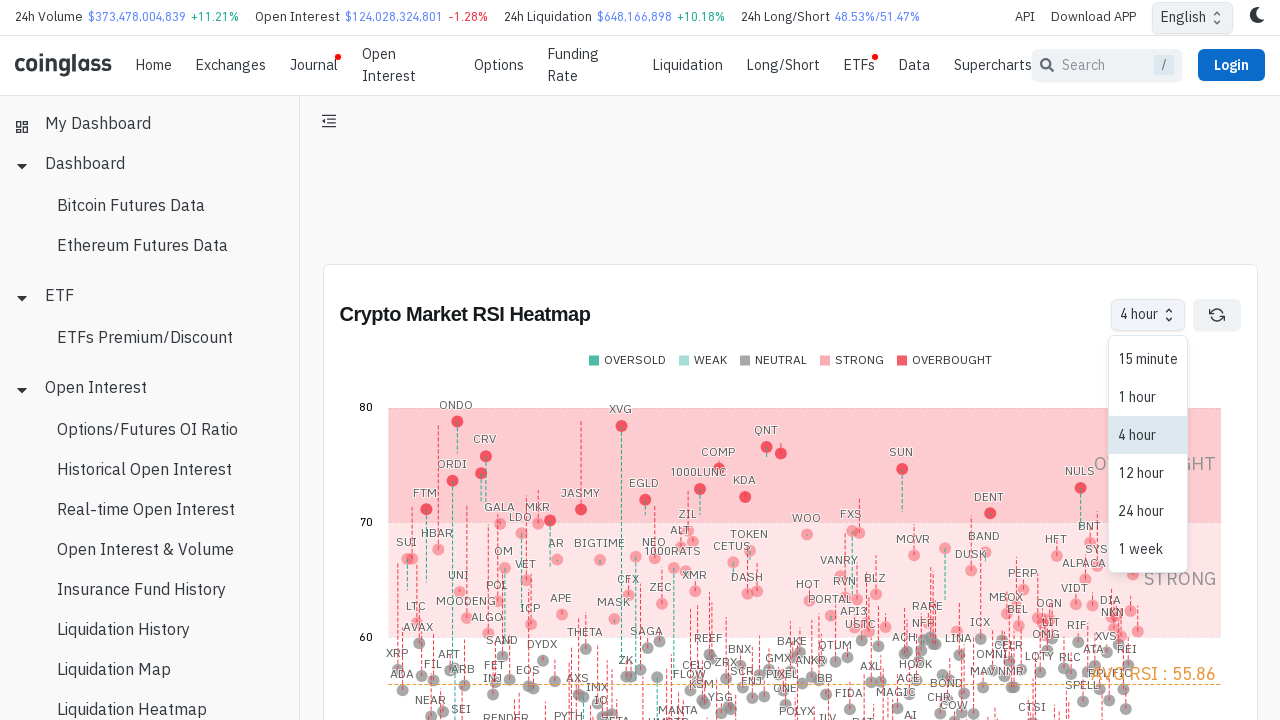 24h Volume $373,478,004,839 +11.21% Open Interest $124,028,324,801 -1.28% 24h Liquidation $648,166,898 +10.18% 24h Long/Short 48.53%/51.47% API Download APP English
coinglass Home Exchanges Journal Open Interest Options Funding Rate Liquidation Long/Short ETFs Data Supercharts Search / Login
My Dashboard
Dashboard
Bitcoin Futures Data
Ethereum Futures Data
ETF
ETFs Premium/Discount
Open Interest
Options/Futures OI Ratio
Historical Open Interest
Real-time Open Interest
Open Interest & Volume
Insurance Fund History
Liquidation History
Liquidation Map
Liquidation Heatmap
Crypto Market RSI Heatmap
4 hour
15 minute
1 hour
4 hour
12 hour
24 hour
1 week
OVERSOLD WEAK NEUTRAL STRONG OVERBOUGHT
80
ONDO XVG
QNT
CRV
COMP SUN
ORDI 1000LUNC NULS
KDA
EGLD
FTM JASMY DENT
GALA MKR
LDO ZIL WOO FXS
70
HBAR ALT TOKEN BNT
SUI AR BIGTIME NEO CETUS MOVR BAND HFT
OM 1000RATS DUSK SYS
VET VANRY ALPACA
UNI CFX XMR DASH RVN BLZ PERP
STRONG
POL ZEC HOT VIDT
MOODENG APE MASK PORTAL RARE MBOX OGN DIA
LTC ICP API3 BEL
ALGO USTC NFP ICX LIT RIF
AVAX THETA SAGA ACH LINA OMG XVS
60
SAND DYDX REEF BAKE QTUM CELR
XRP APT ZK BNX GMX ANKR OMNI LQTY RLC ATA REI
FIL FET CELO ZRX HOOK
ADA ARB EOS FLOW SCR PIXEL AXL MAV NMR
INJ AXS FNT BB ACE SPELL
AVG RSI : 55.86
NEAR IMX KSM ONE FIDA MAGIC BOND
SEI YGG CHR COW CTSI
RENDER PYTH MANTA POLYX AI